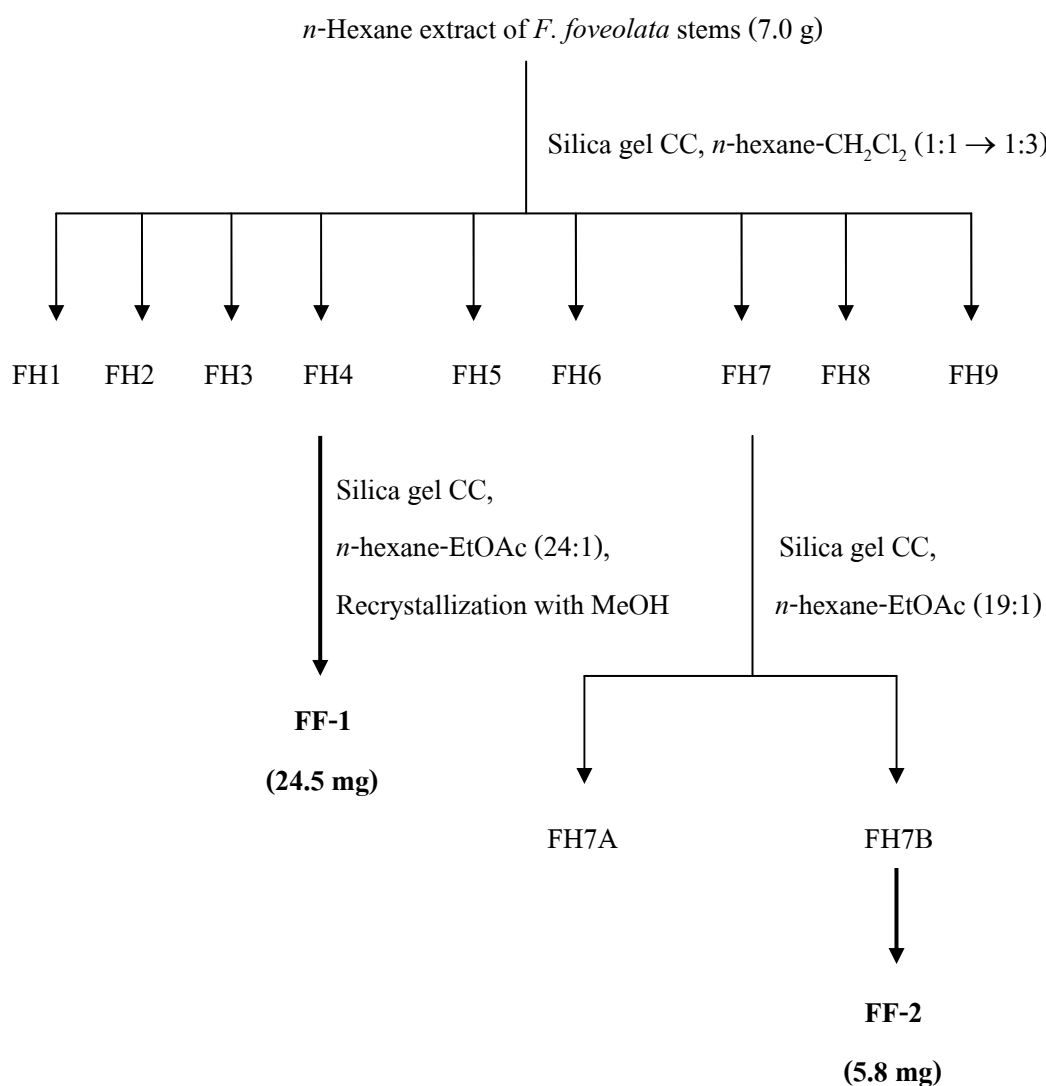 n-Hexane extract of F. foveolata stems (7.0 g)
Silica gel CC, n-hexane-CH₂Cl₂ (1:1 → 1:3)
FH1 FH2 FH3 FH4 FH5 FH6 FH7 FH8 FH9
Silica gel CC,
n-hexane-EtOAc (24:1),
Recrystallization with MeOH
Silica gel CC,
n-hexane-EtOAc (19:1)
FF-1
(24.5 mg)
FH7A FH7B
FF-2
(5.8 mg)